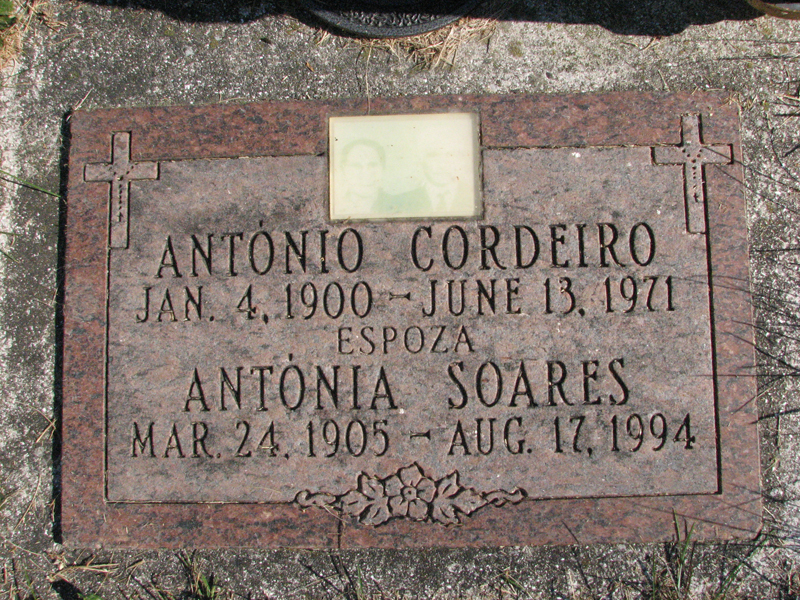 ANTÓNIO CORDEIRO
JAN. 4, 1900 - JUNE 13, 1971
ESPOZA
ANTÓNIA SOARES
MAR. 24, 1905 - AUG. 17, 1994